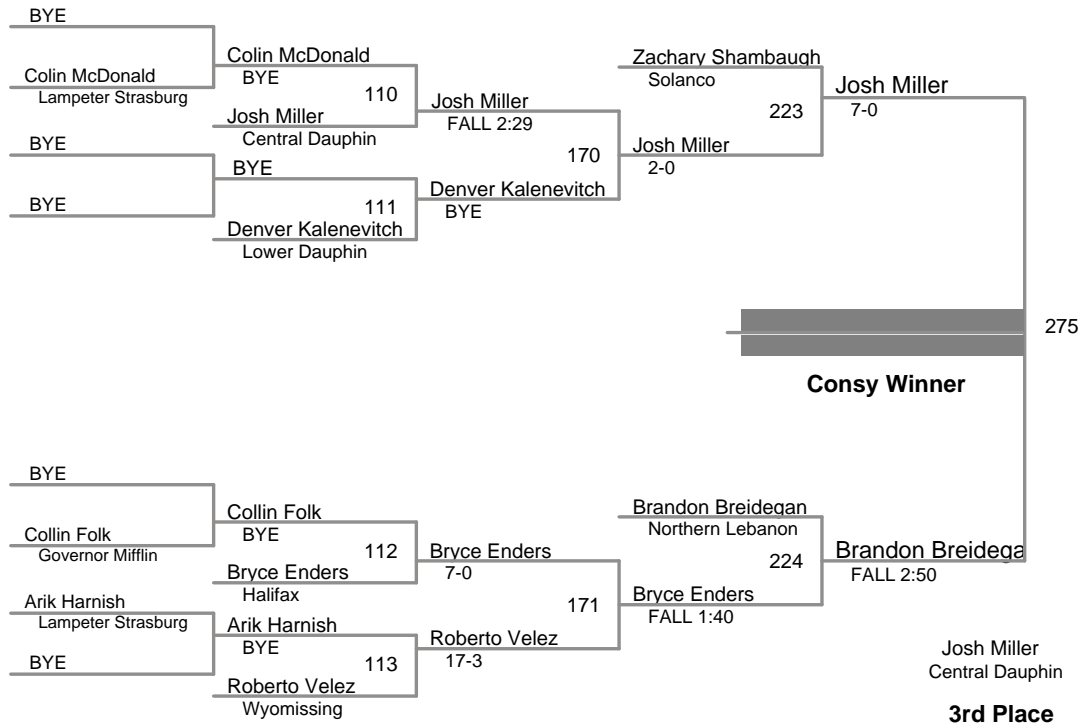 BYE
Colin McDonald
Lampeter Strasburg
BYE
BYE
Colin McDonald
BYE
110
Josh Miller
Central Dauphin
BYE
111
Denver Kalenevitch
Lower Dauphin
Josh Miller
FALL 2:29
170
Denver Kalenevitch
BYE
Zachary Shambaugh
Solanco
223
Josh Miller
2-0
Josh Miller
7-0
275
Consy Winner
BYE
Collin Folk
Governor Mifflin
Arik Harnish
Lampeter Strasburg
BYE
Collin Folk
BYE
112
Bryce Enders
Halifax
Arik Harnish
BYE
113
Roberto Velez
Wyomissing
Bryce Enders
7-0
171
Roberto Velez
17-3
Brandon Breidegan
Northern Lebanon
224
Bryce Enders
FALL 1:40
Brandon Breidega
FALL 2:50
Josh Miller
Central Dauphin
3rd Place